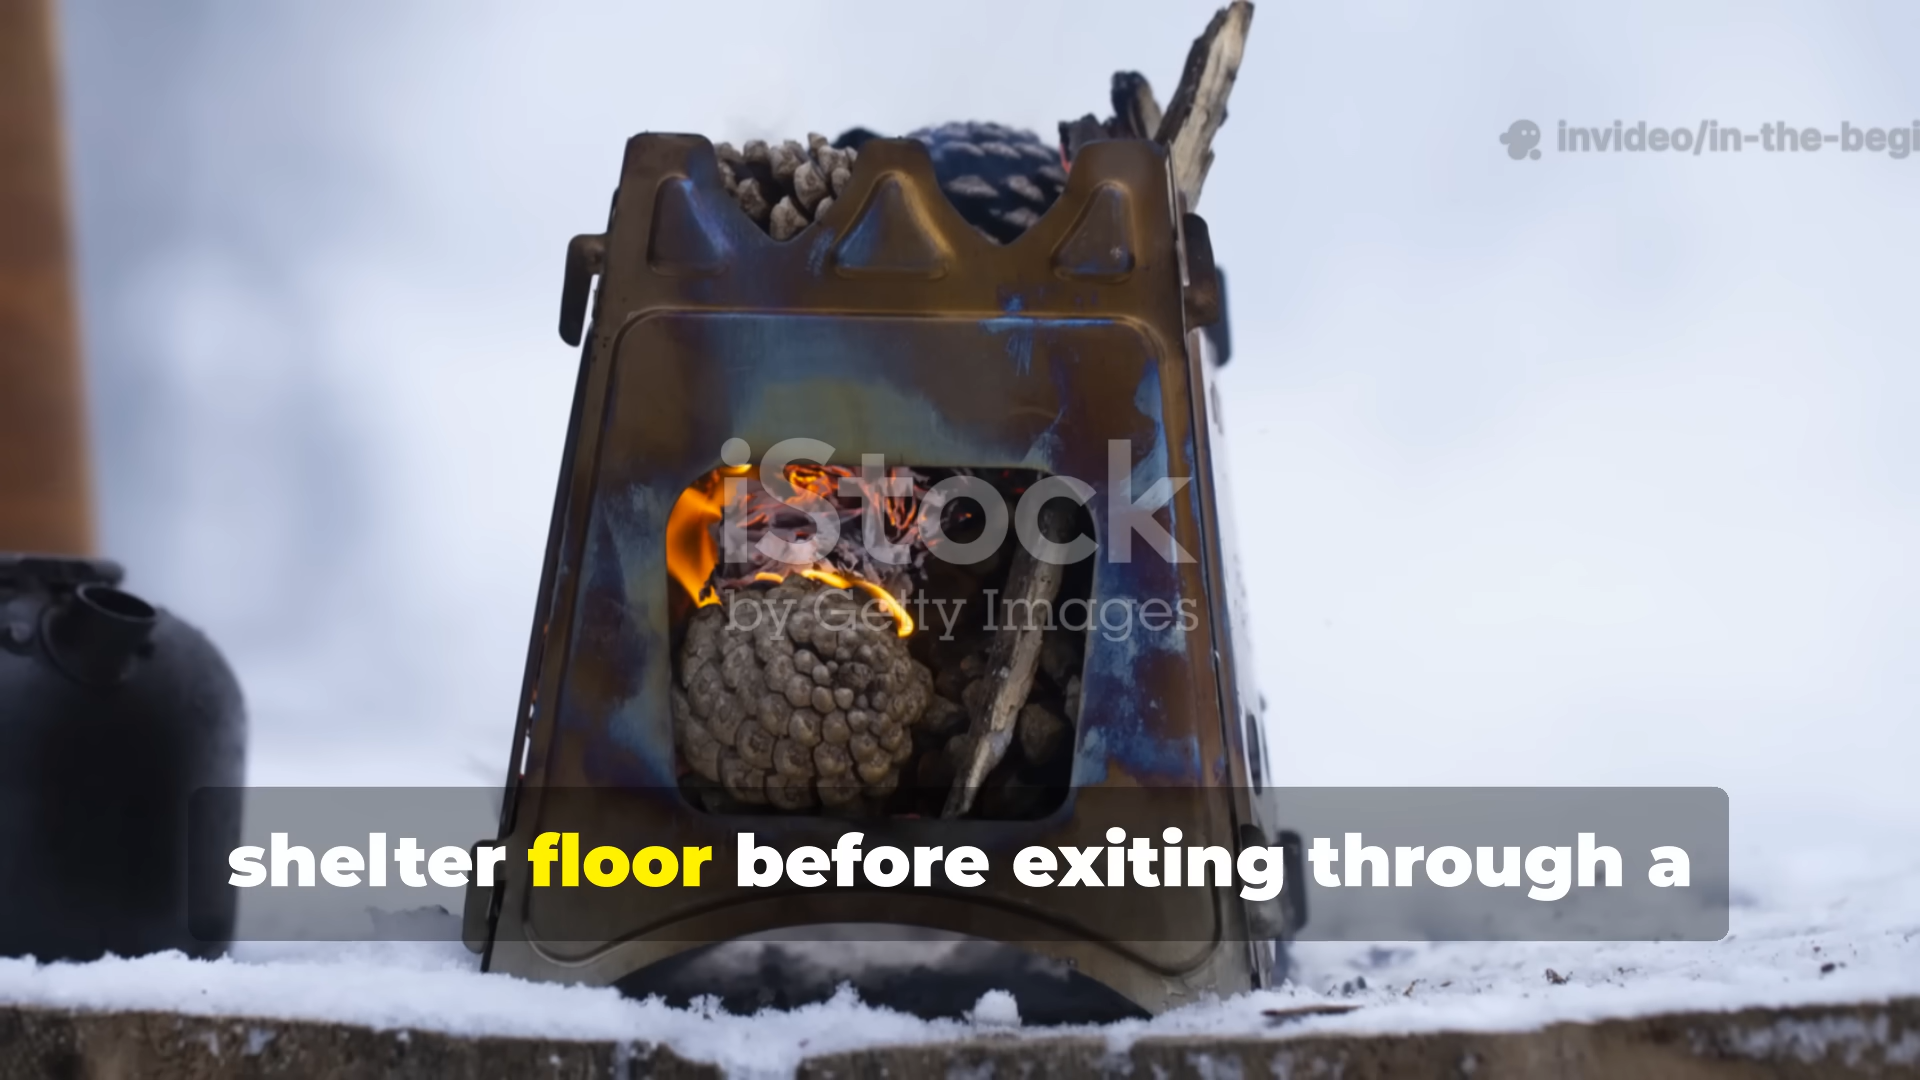 invideo/in-the-begi
iStock
by Getty Images
shelter floor before exiting through a